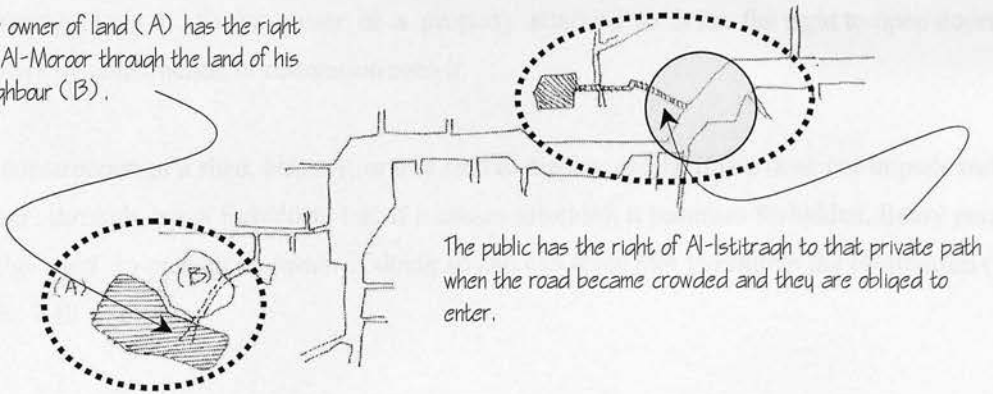 owner of land (A) has the right
Al-Moroor through the land of his
ghbour (B).
(A)
(B)
The public has the right of Al-Istitraqh to that private path
when the road became crowded and they are obliged to
enter.